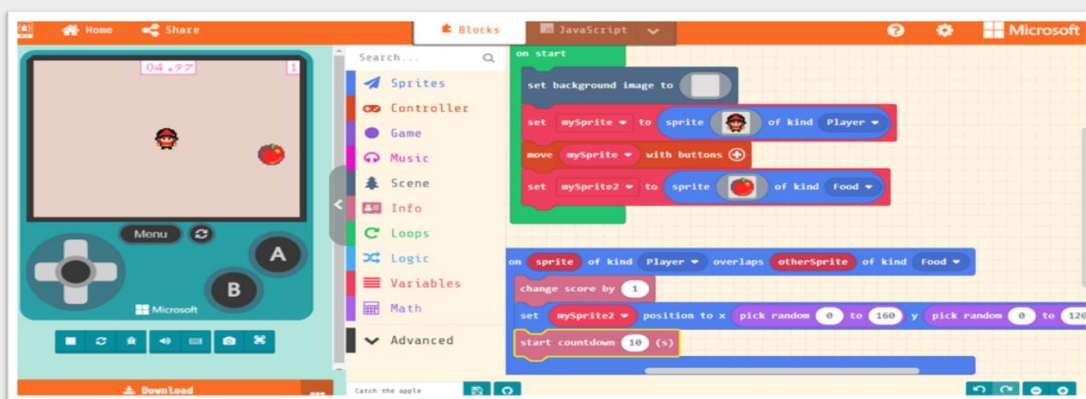 Home Share Blocks JavaScript Microsoft
04.97 1
Menu
A
B
Microsoft
Download
Search...
Sprites
Controller
Game
Music
Scene
Info
Loops
Logic
Variables
Math
Advanced
on start
set background image to
set mySprite to sprite of kind Player
move mySprite with buttons
set mySprite2 to sprite of kind Food
on sprite of kind Player overlaps otherSprite of kind Food
change score by 1
set mySprite2 position to x pick random 0 to 160 y pick random 0 to 120
start countdown 10 (s)
Catch the apple